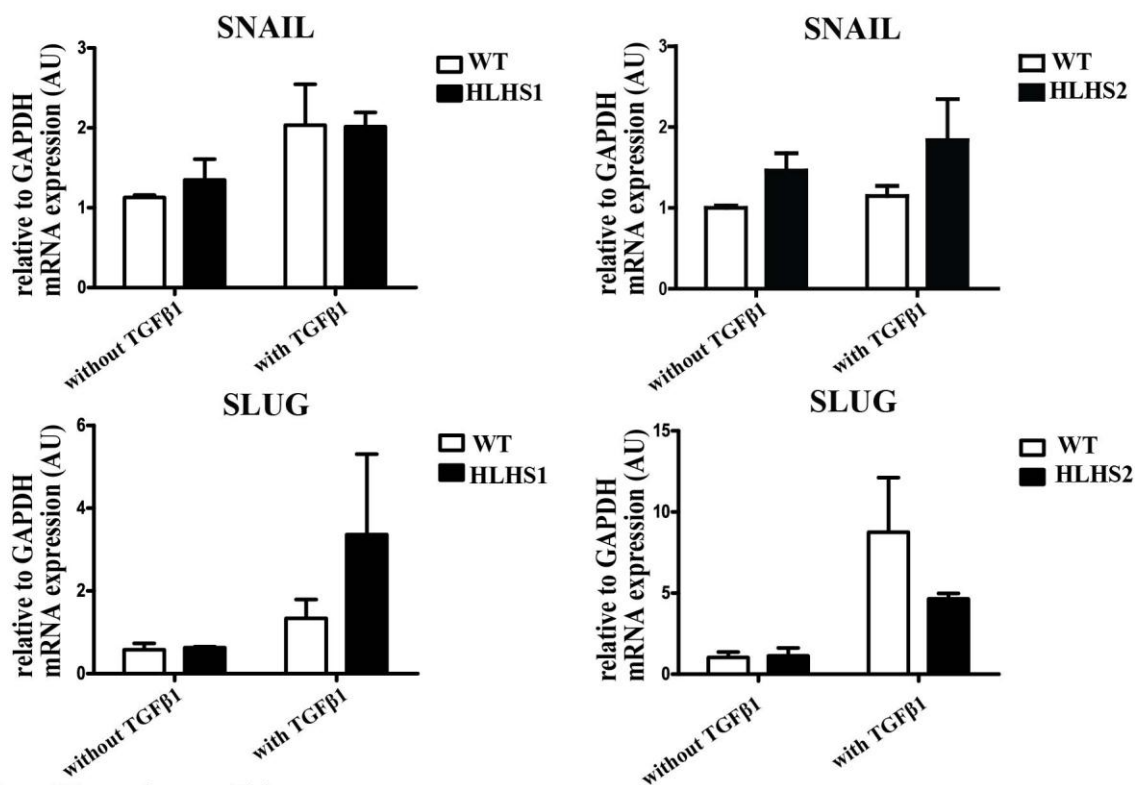 SNAIL
relative to GAPDH
mRNA expression (AU)
3
2
1
0
without TGFβ1
with TGFβ1
WT
HLHS1
SNAIL
relative to GAPDH
mRNA expression (AU)
3
2
1
0
without TGFβ1
with TGFβ1
WT
HLHS2
SLUG
relative to GAPDH
mRNA expression (AU)
6
4
2
0
without TGFβ1
with TGFβ1
WT
HLHS1
SLUG
relative to GAPDH
mRNA expression (AU)
15
10
5
0
without TGFβ1
with TGFβ1
WT
HLHS2